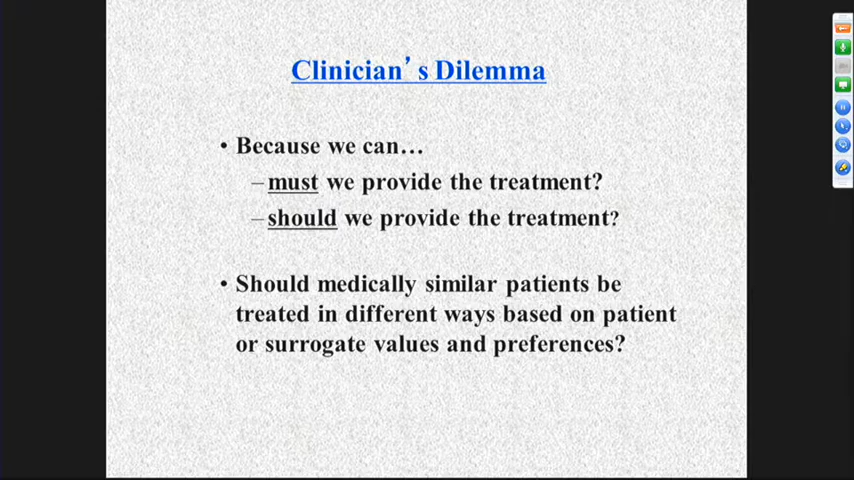 Clinician’s Dilemma
• Because we can…
–must we provide the treatment?
–should we provide the treatment?
• Should medically similar patients be
treated in different ways based on patient
or surrogate values and preferences?